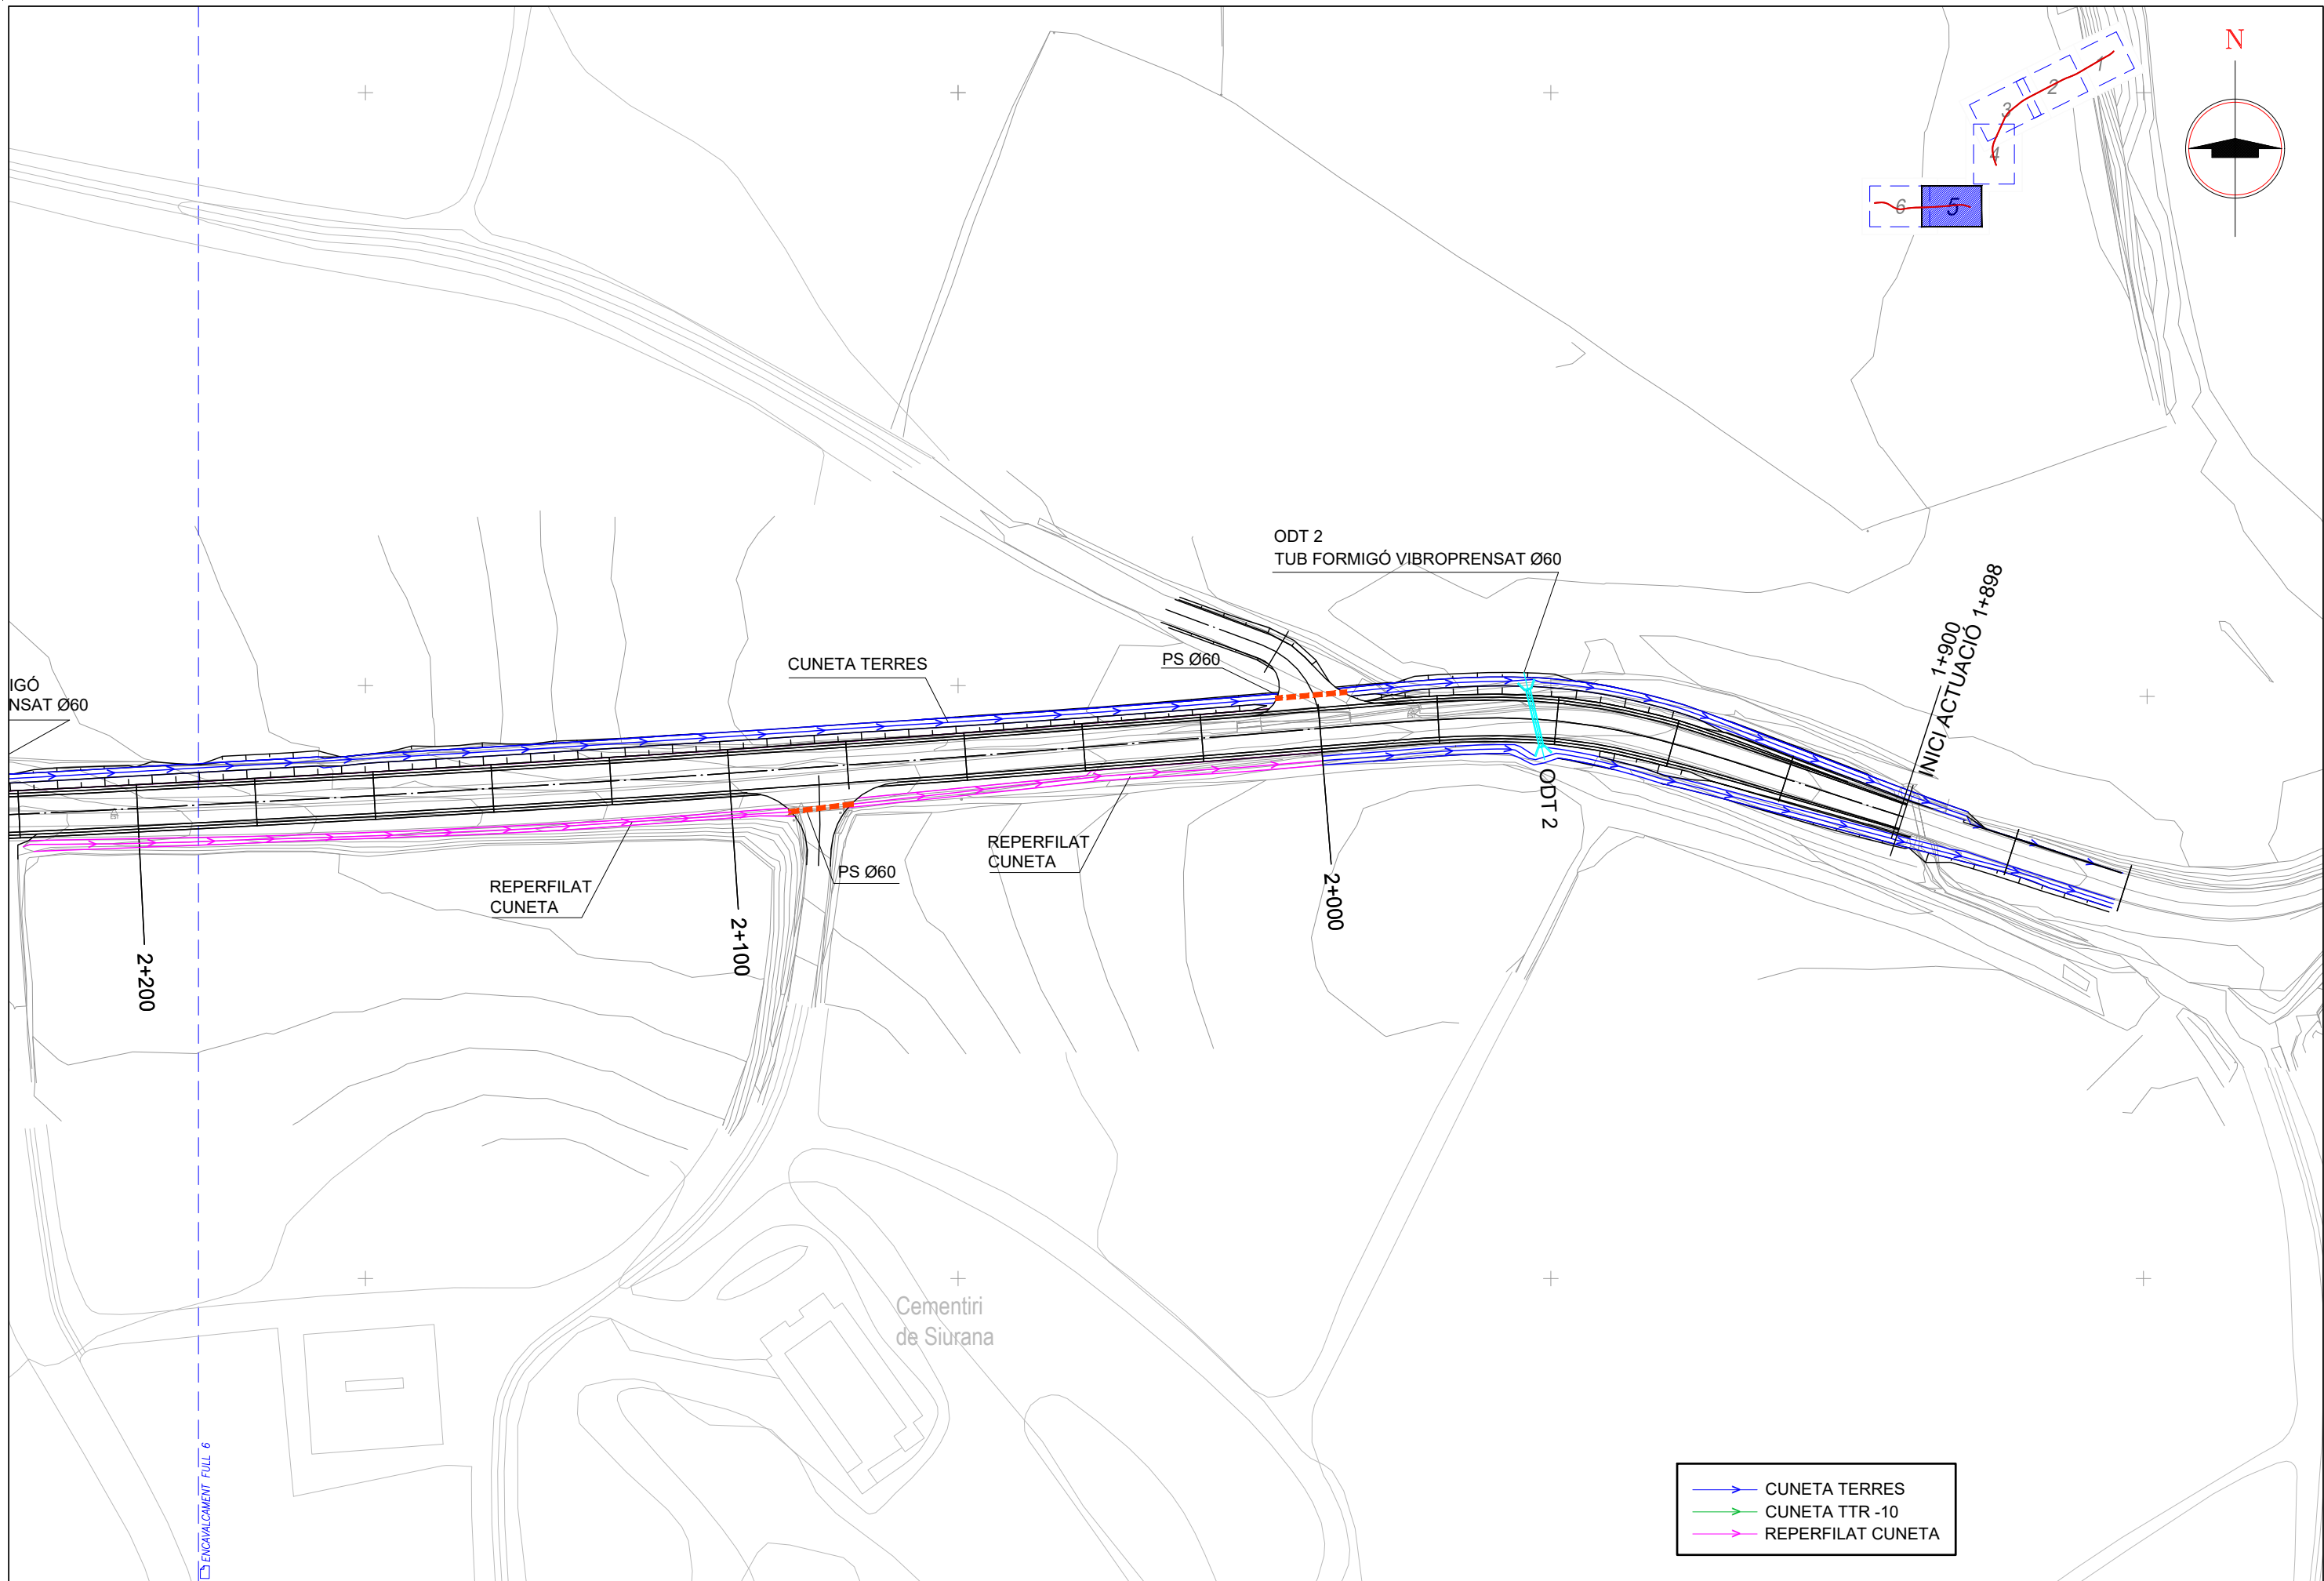 N
1
2
3
4
5
6
ODT 2
TUB FORMIGÓ VIBROPRENSAT Ø60
1+900
INICI ACTUACIÓ 1+898
CUNETA TERRES
PS Ø60
IGÓ
NSAT Ø60
ODT 2
REPERFILAT
CUNETA
PS Ø60
REPERFILAT
CUNETA
2+000
2+100
2+200
Cementiri
de Siurana
ENCAVALCAMENT FULL 6
CUNETA TERRES
CUNETA TTR -10
REPERFILAT CUNETA